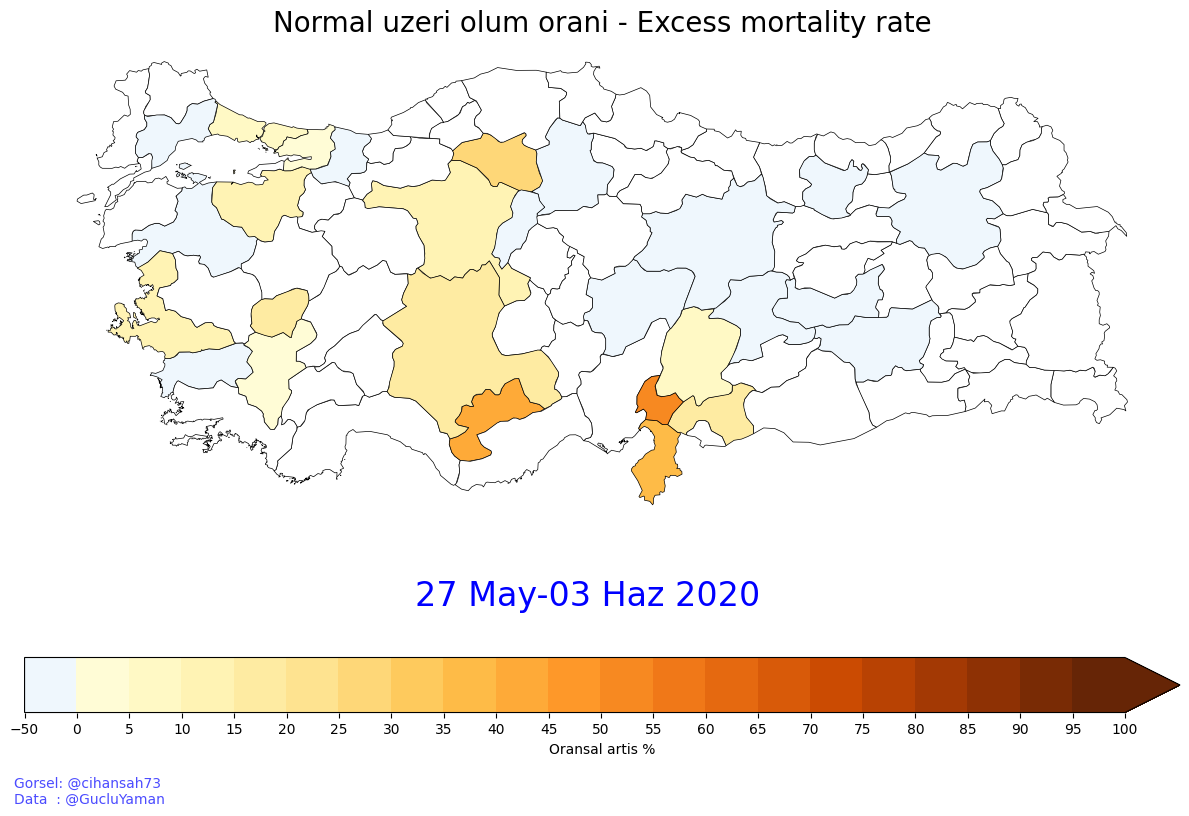 Normal uzeri olum orani - Excess mortality rate
27 May-03 Haz 2020
−50 0 5 10 15 20 25 30 35 40 45 50 55 60 65 70 75 80 85 90 95 100
Oransal artis %
Gorsel: @cihansah73
Data  : @GucluYaman